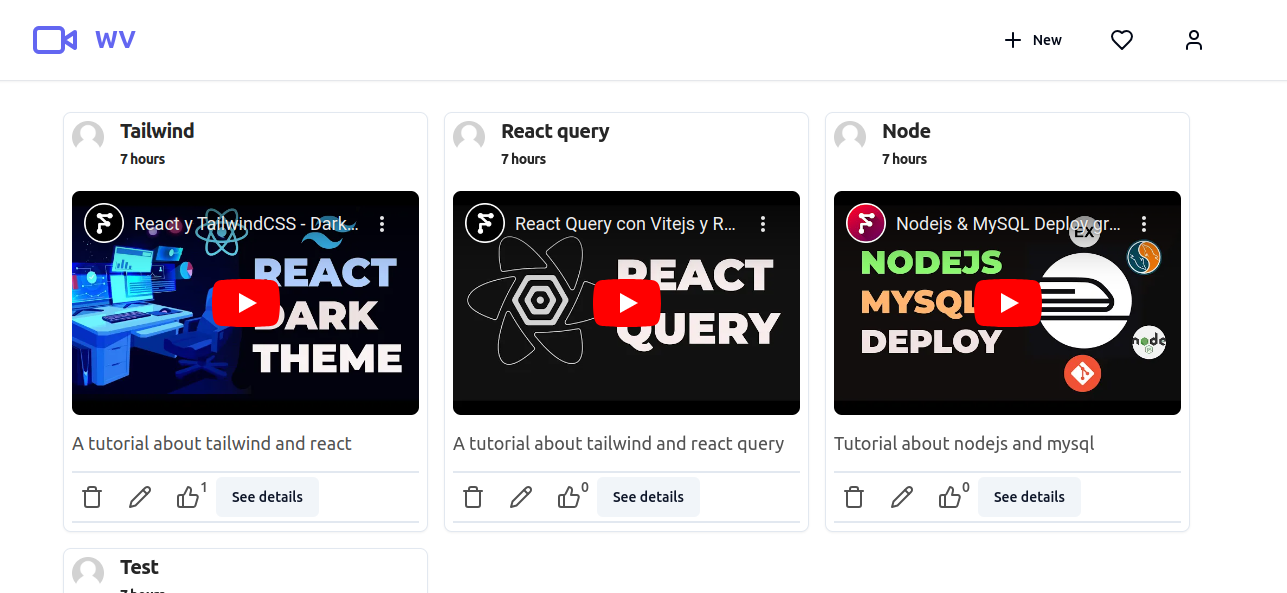 WV
New
Tailwind
7 hours
React y TailwindCSS - Dark...
REACT
DARK
THEME
A tutorial about tailwind and react
1
See details
React query
7 hours
React Query con Vitejs y R...
REACT
QUERY
A tutorial about tailwind and react query
0
See details
Node
7 hours
Nodejs & MySQL Deploy gr...
EX
NODEJS
MYSQL
DEPLOY
node
Tutorial about nodejs and mysql
0
See details
Test
7 hours